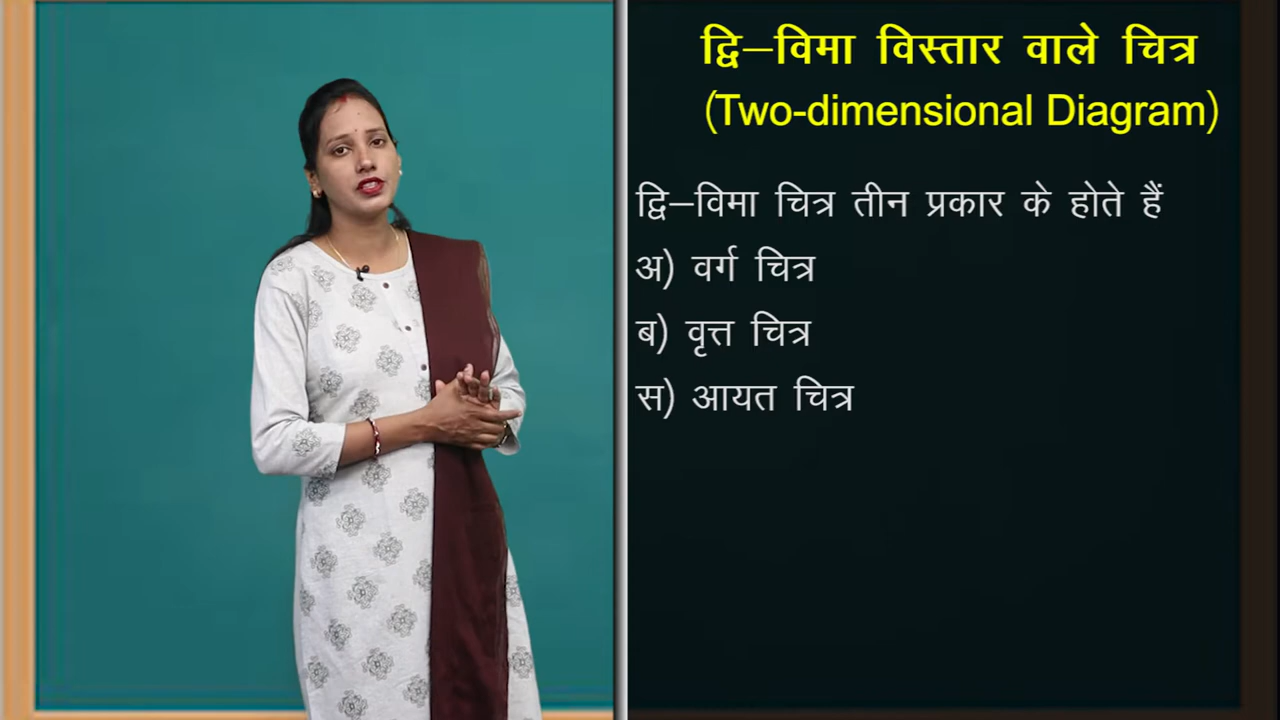 द्वि–विमा विस्तार वाले चित्र
(Two-dimensional Diagram)
द्वि–विमा चित्र तीन प्रकार के होते हैं
अ) वर्ग चित्र
ब) वृत्त चित्र
स) आयत चित्र